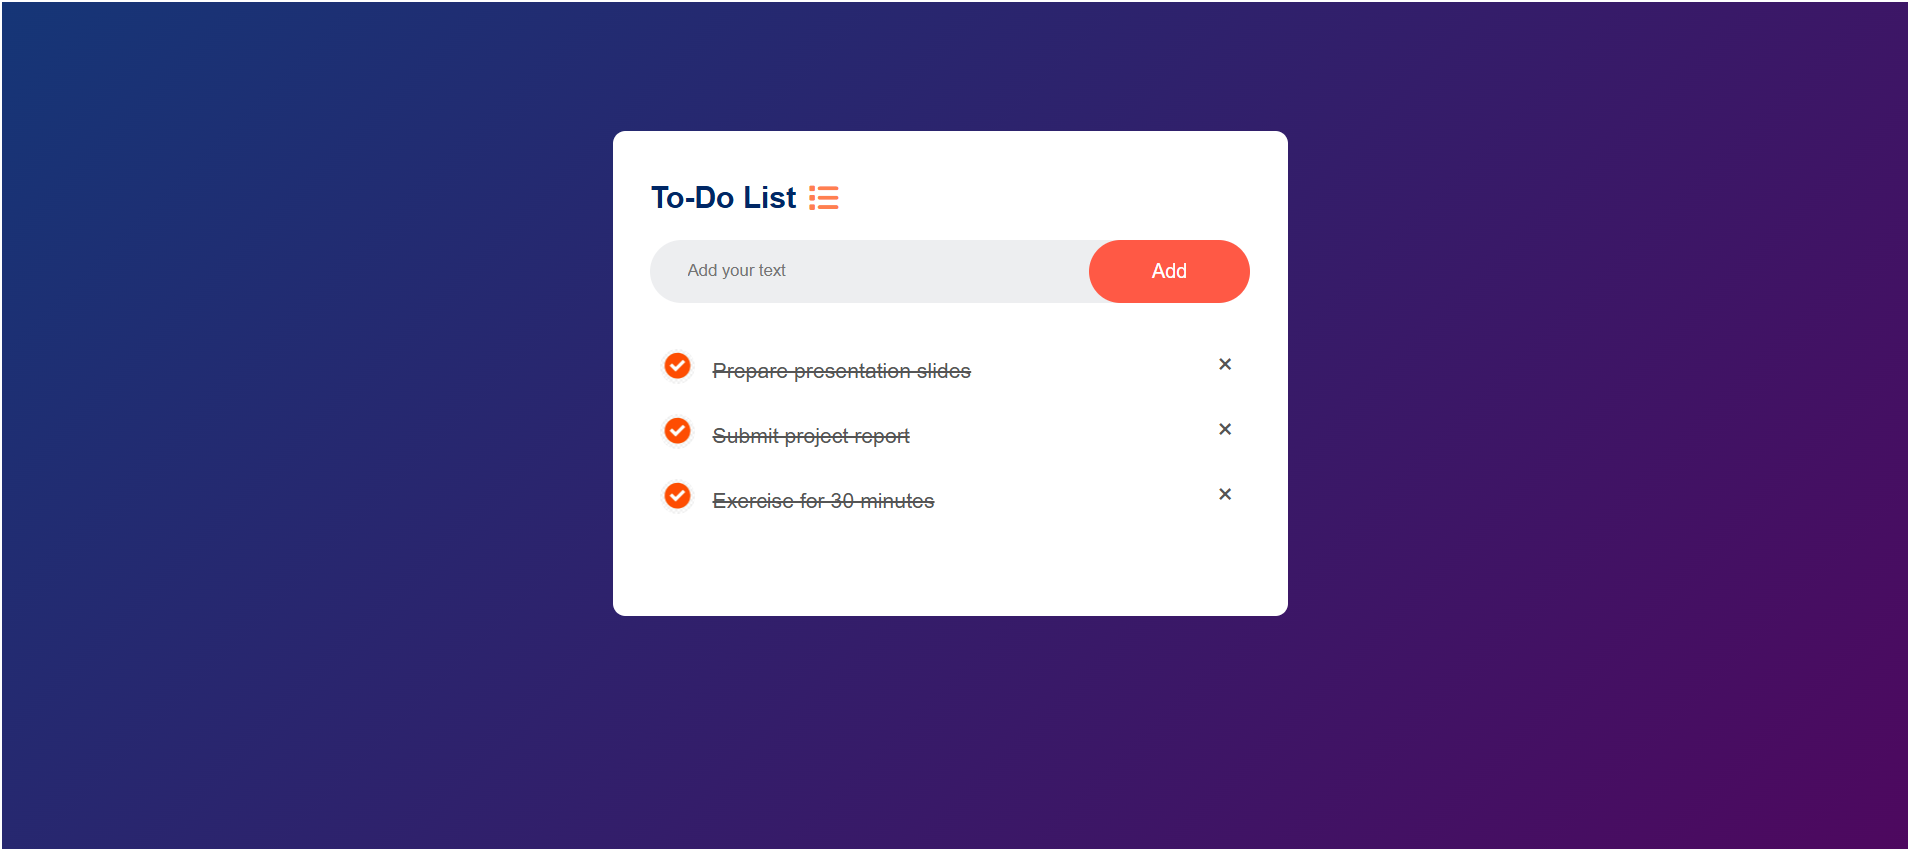 To-Do List
Add your text
Add
Prepare presentation slides
Submit project report
Exercise for 30 minutes